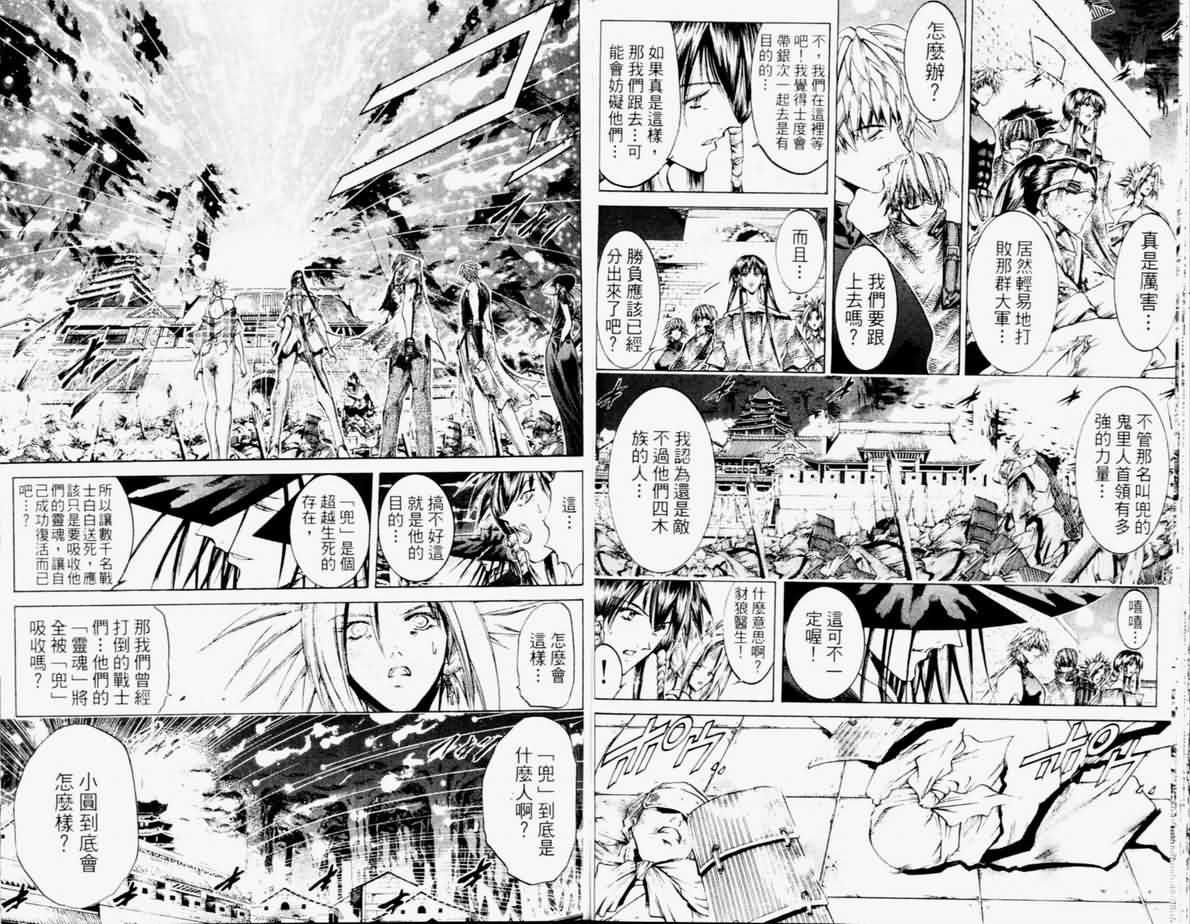 真是厲害…
居然輕易地打
敗那群大軍…
怎麼辦？
我們要跟
上去嗎？
不，我們在這裡等
吧！我覺得士度會
帶銀次一起去是有
目的的…
如果真是這樣，
那我們跟去…可
能會妨礙他們…
而且…
勝負應該已經
分出來了吧？
不管那名叫兜的
鬼里人首領有多
強的力量…
我認為還是敵
不過他們四木
族的人…
嘻…
這可不一
定喔！
什麼意思啊？
豺狼醫生！
！
ポウッ
ポウッ
這…
搞不好這
就是他的
目的…
「兜」是個
超越生死的
存在，
所以讓數千名戰
士白白送死，應
該只是要吸收他
們的靈魂，讓自
己成功復活而已
吧…？
怎麼會
這樣…
那我們曾經
打倒的戰士
們…他們的
「靈魂」將
全被「兜」
吸收嗎？
「兜」到底是
什麼人啊？
小圓到底會
怎麼樣？